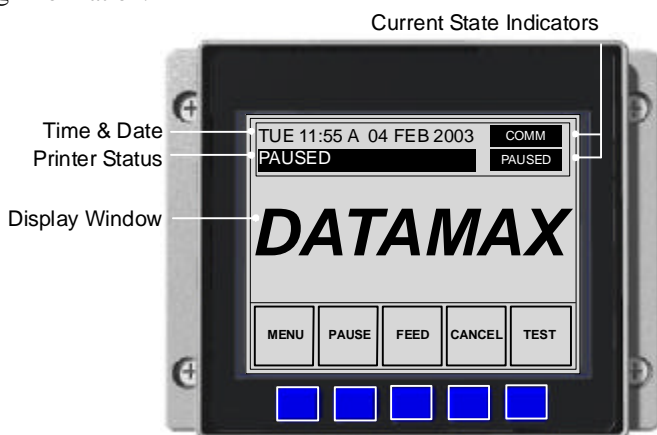 Current State Indicators
Time & Date
TUE 11:55 A 04 FEB 2003
COMM
Printer Status
PAUSED
PAUSED
Display Window
DATAMAX
MENU
PAUSE
FEED
CANCEL
TEST